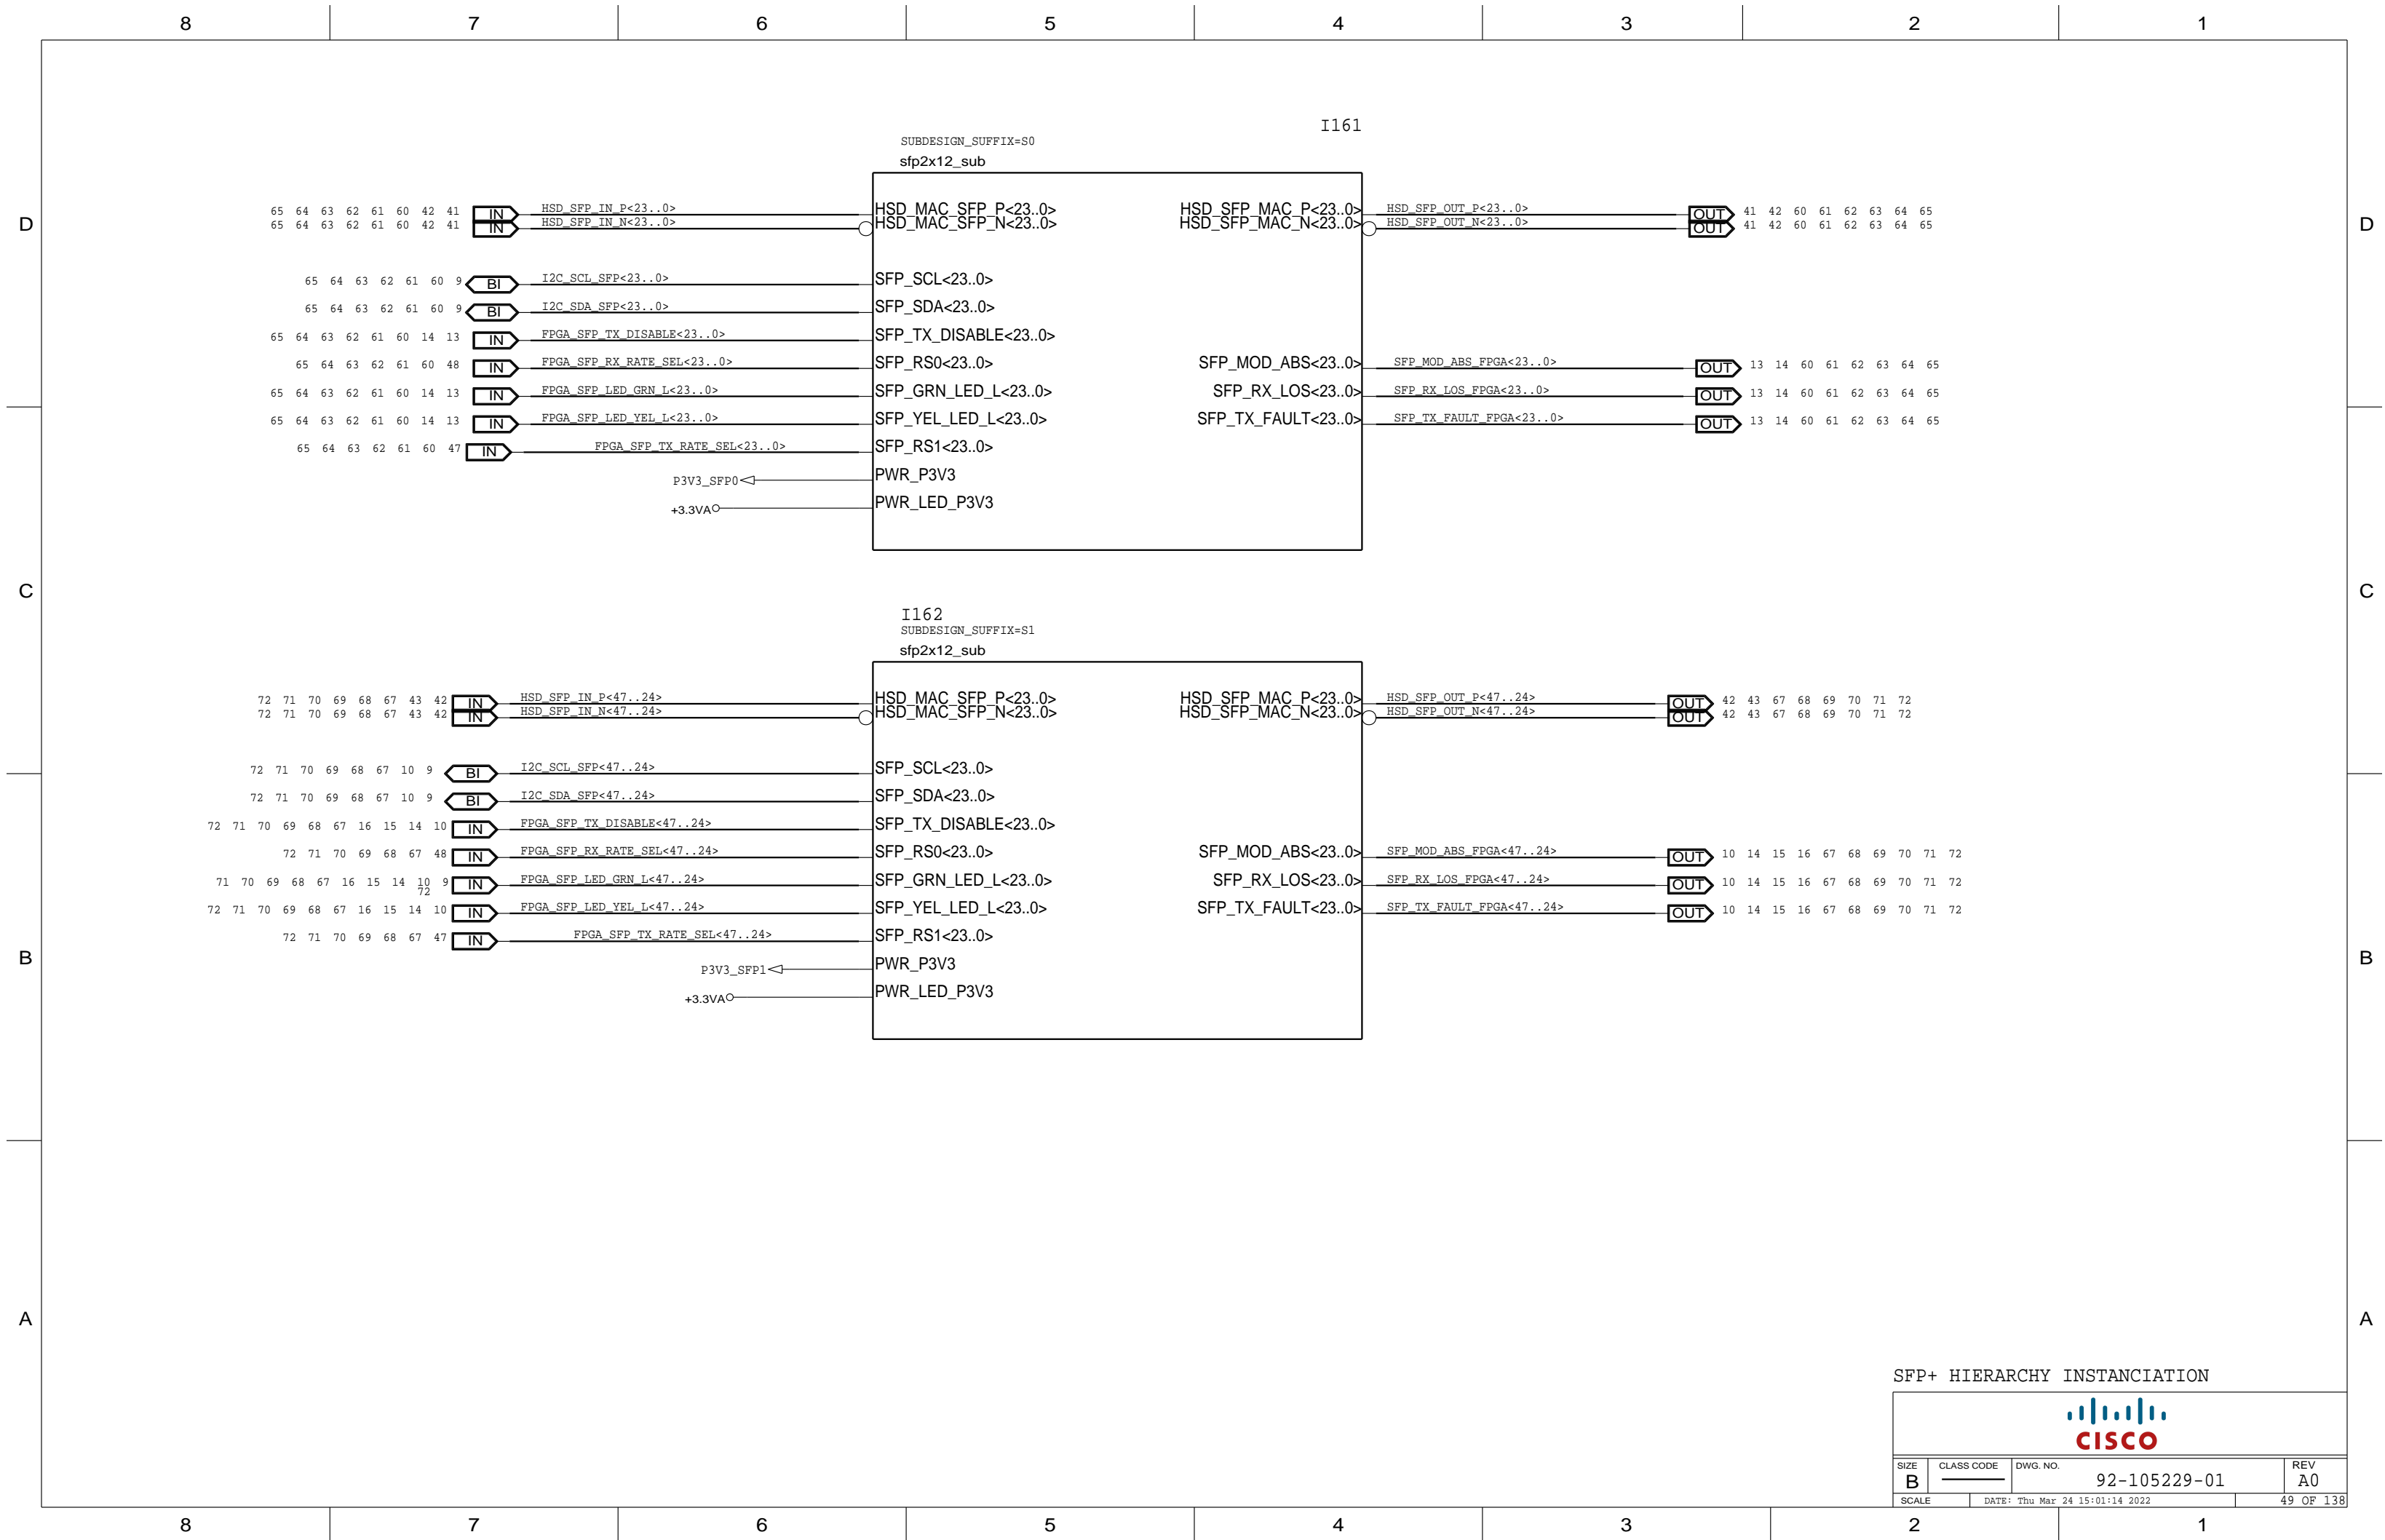 8 7 6 5 4 3 2 1
I161
SUBDESIGN_SUFFIX=S0
sfp2x12_sub
65 64 63 62 61 60 42 41 IN HSD_SFP_IN_P<23..0> HSD_MAC_SFP_P<23..0> HSD_SFP_MAC_P<23..0> HSD_SFP_OUT_P<23..0> OUT 41 42 60 61 62 63 64 65
D 65 64 63 62 61 60 42 41 IN HSD_SFP_IN_N<23..0> HSD_MAC_SFP_N<23..0> HSD_SFP_MAC_N<23..0> HSD_SFP_OUT_N<23..0> OUT 41 42 60 61 62 63 64 65 D
65 64 63 62 61 60 9 BI I2C_SCL_SFP<23..0> SFP_SCL<23..0>
65 64 63 62 61 60 9 BI I2C_SDA_SFP<23..0> SFP_SDA<23..0>
65 64 63 62 61 60 14 13 IN FPGA_SFP_TX_DISABLE<23..0> SFP_TX_DISABLE<23..0>
65 64 63 62 61 60 48 IN FPGA_SFP_RX_RATE_SEL<23..0> SFP_RS0<23..0> SFP_MOD_ABS<23..0> SFP_MOD_ABS_FPGA<23..0> OUT 13 14 60 61 62 63 64 65
65 64 63 62 61 60 14 13 IN FPGA_SFP_LED_GRN_L<23..0> SFP_GRN_LED_L<23..0> SFP_RX_LOS<23..0> SFP_RX_LOS_FPGA<23..0> OUT 13 14 60 61 62 63 64 65
65 64 63 62 61 60 14 13 IN FPGA_SFP_LED_YEL_L<23..0> SFP_YEL_LED_L<23..0> SFP_TX_FAULT<23..0> SFP_TX_FAULT_FPGA<23..0> OUT 13 14 60 61 62 63 64 65
65 64 63 62 61 60 47 IN FPGA_SFP_TX_RATE_SEL<23..0> SFP_RS1<23..0>
P3V3_SFP0 PWR_P3V3
+3.3VA PWR_LED_P3V3
C C
I162
SUBDESIGN_SUFFIX=S1
sfp2x12_sub
72 71 70 69 68 67 43 42 IN HSD_SFP_IN_P<47..24> HSD_MAC_SFP_P<23..0> HSD_SFP_MAC_P<23..0> HSD_SFP_OUT_P<47..24> OUT 42 43 67 68 69 70 71 72
72 71 70 69 68 67 43 42 IN HSD_SFP_IN_N<47..24> HSD_MAC_SFP_N<23..0> HSD_SFP_MAC_N<23..0> HSD_SFP_OUT_N<47..24> OUT 42 43 67 68 69 70 71 72
72 71 70 69 68 67 10 9 BI I2C_SCL_SFP<47..24> SFP_SCL<23..0>
72 71 70 69 68 67 10 9 BI I2C_SDA_SFP<47..24> SFP_SDA<23..0>
72 71 70 69 68 67 16 15 14 10 IN FPGA_SFP_TX_DISABLE<47..24> SFP_TX_DISABLE<23..0>
72 71 70 69 68 67 48 IN FPGA_SFP_RX_RATE_SEL<47..24> SFP_RS0<23..0> SFP_MOD_ABS<23..0> SFP_MOD_ABS_FPGA<47..24> OUT 10 14 15 16 67 68 69 70 71 72
71 70 69 68 67 16 15 14 10 9 IN FPGA_SFP_LED_GRN_L<47..24> SFP_GRN_LED_L<23..0> SFP_RX_LOS<23..0> SFP_RX_LOS_FPGA<47..24> OUT 10 14 15 16 67 68 69 70 71 72
72
72 71 70 69 68 67 16 15 14 10 IN FPGA_SFP_LED_YEL_L<47..24> SFP_YEL_LED_L<23..0> SFP_TX_FAULT<23..0> SFP_TX_FAULT_FPGA<47..24> OUT 10 14 15 16 67 68 69 70 71 72
72 71 70 69 68 67 47 IN FPGA_SFP_TX_RATE_SEL<47..24> SFP_RS1<23..0>
B B
P3V3_SFP1 PWR_P3V3
+3.3VA PWR_LED_P3V3
A A
SFP+ HIERARCHY INSTANCIATION
CISCO
SIZE CLASS CODE DWG. NO. REV
B 92-105229-01 A0
SCALE DATE: Thu Mar 24 15:01:14 2022 49 OF 138
8 7 6 5 4 3 2 1